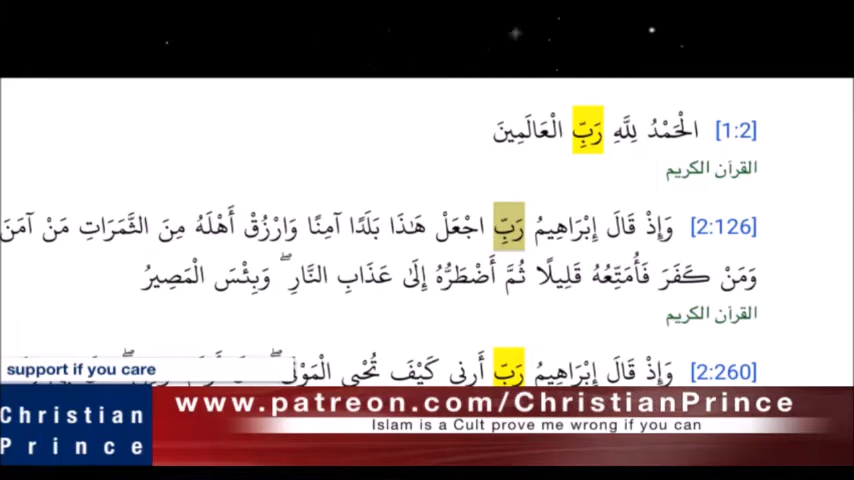 [1:2] الْحَمْدُ لِلَّهِ رَبِّ الْعَالَمِينَ
القرآن الكريم
[2:126] وَإِذْ قَالَ إِبْرَاهِيمُ رَبِّ اجْعَلْ هَٰذَا بَلَدًا آمِنًا وَارْزُقْ أَهْلَهُ مِنَ الثَّمَرَاتِ مَنْ آمَنَ
وَمَنْ كَفَرَ فَأُمَتِّعُهُ قَلِيلًا ثُمَّ أَضْطَرُّهُ إِلَىٰ عَذَابِ النَّارِ ۖ وَبِئْسَ الْمَصِيرُ
القرآن الكريم
[2:260] وَإِذْ قَالَ إِبْرَاهِيمُ رَبِّ أَرِنِي كَيْفَ تُحْيِي الْمَوْتَىٰ
support if you care
www.patreon.com/ChristianPrince
Christian
Prince
Islam is a Cult prove me wrong if you can